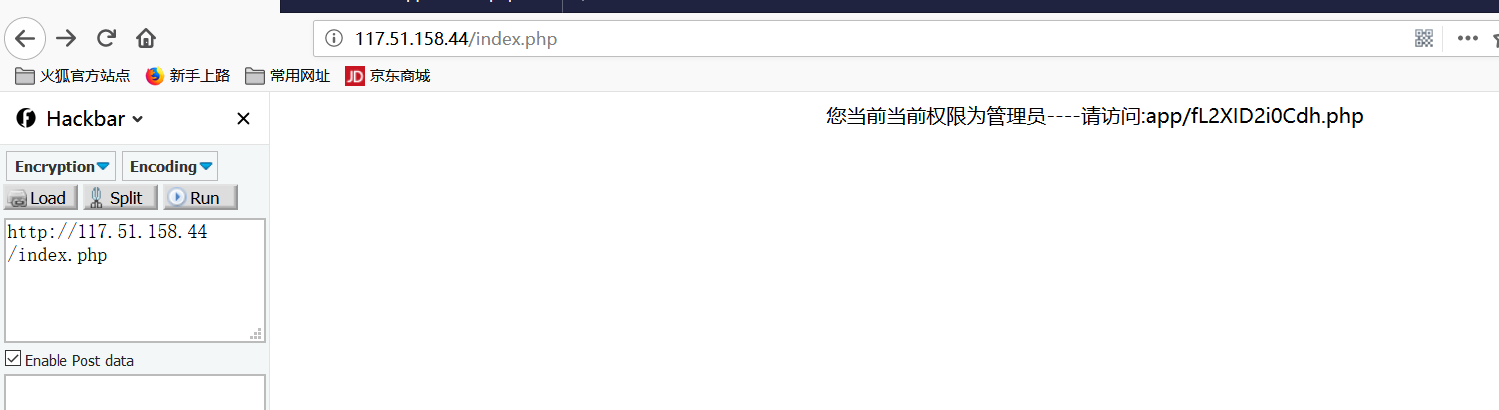 117.51.158.44/index.php
火狐官方站点 新手上路 常用网址 JD 京东商城
Hackbar
您当前当前权限为管理员----请访问:app/fL2XID2i0Cdh.php
Encryption Encoding
Load Split Run
http://117.51.158.44
/index.php
Enable Post data